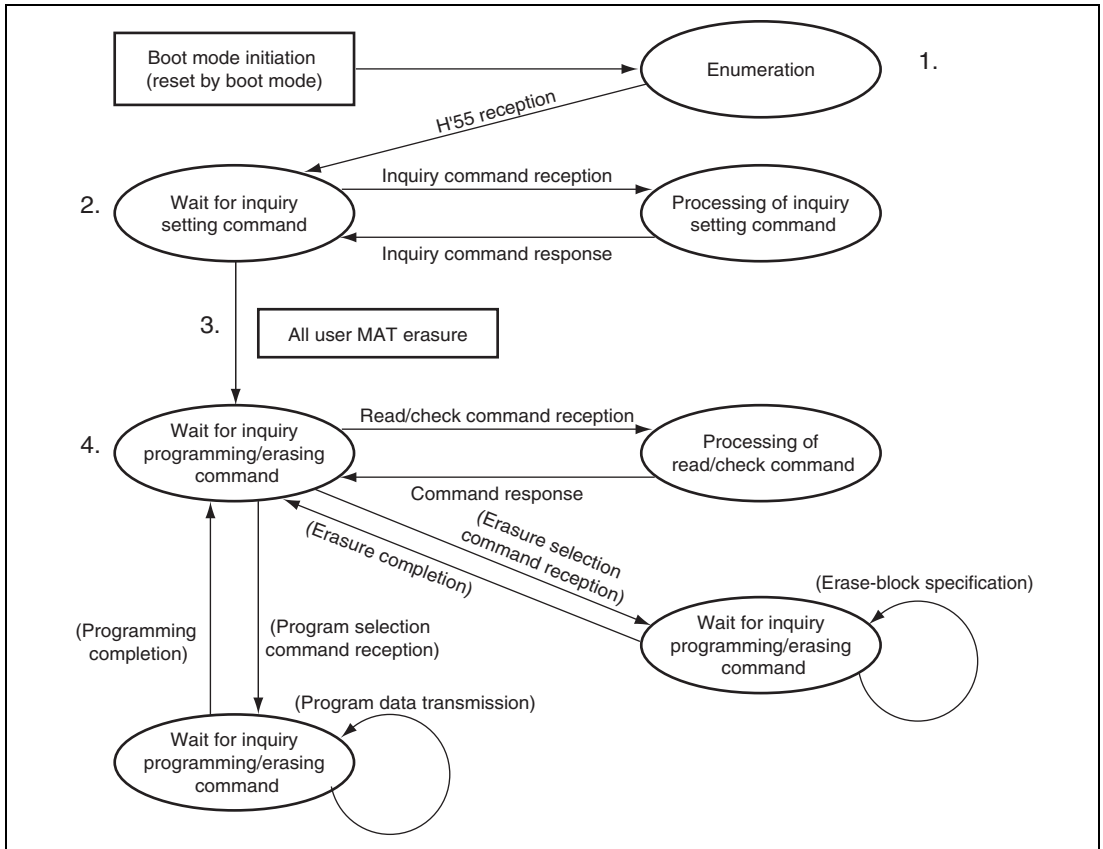 Boot mode initiation
(reset by boot mode)
Enumeration
1.
H'55 reception
2.
Wait for inquiry
setting command
Inquiry command reception
Processing of inquiry
setting command
Inquiry command response
3.
All user MAT erasure
4.
Wait for inquiry
programming/erasing
command
Read/check command reception
Processing of
read/check command
Command response
(Erasure selection
command reception)
(Erasure completion)
(Erase-block specification)
Wait for inquiry
programming/erasing
command
(Programming
completion)
(Program selection
command reception)
(Program data transmission)
Wait for inquiry
programming/erasing
command